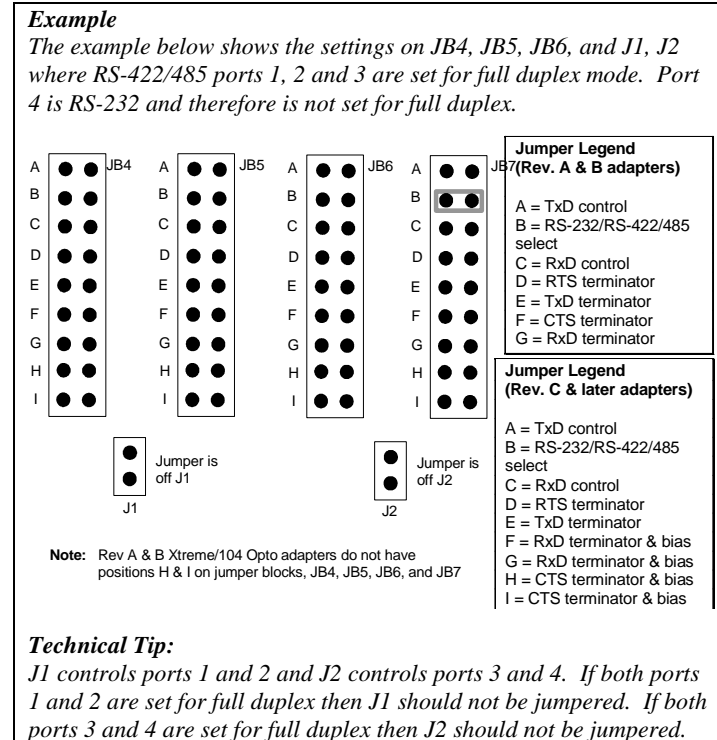 Example
The example below shows the settings on JB4, JB5, JB6, and J1, J2
where RS-422/485 ports 1, 2 and 3 are set for full duplex mode. Port
4 is RS-232 and therefore is not set for full duplex.
A
B
C
D
E
F
G
H
I
JB4
A
B
C
D
E
F
G
H
I
JB5
A
B
C
D
E
F
G
H
I
JB6
A
B
C
D
E
F
G
H
I
JB7
Jumper is
off J1
J1
Jumper is
off J2
J2
Note: Rev A & B Xtreme/104 Opto adapters do not have
positions H & I on jumper blocks, JB4, JB5, JB6, and JB7
Jumper Legend
(Rev. A & B adapters)
A = TxD control
B = RS-232/RS-422/485
select
C = RxD control
D = RTS terminator
E = TxD terminator
F = CTS terminator
G = RxD terminator
Jumper Legend
(Rev. C & later adapters)
A = TxD control
B = RS-232/RS-422/485
select
C = RxD control
D = RTS terminator
E = TxD terminator
F = RxD terminator & bias
G = RxD terminator & bias
H = CTS terminator & bias
I = CTS terminator & bias
Technical Tip:
J1 controls ports 1 and 2 and J2 controls ports 3 and 4. If both ports
1 and 2 are set for full duplex then J1 should not be jumpered. If both
ports 3 and 4 are set for full duplex then J2 should not be jumpered.